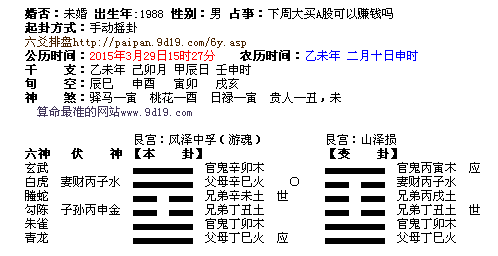 婚否：未婚 出生年:1988 性别：男 占事：下周大买A股可以赚钱吗
起卦方式：手动摇卦
六爻排盘http://paipan.9d19.com/6y.asp
公历时间：2015年3月29日15时27分 农历时间：乙未年 二月十日申时
干　支：乙未年 己卯月 甲辰日 壬申时
旬　空：辰巳 申酉 寅卯 戌亥
神　煞：驿马—寅 桃花—酉 日禄—寅 贵人—丑，未
算命最准的网站www.9d19.com
艮宫：风泽中孚（游魂） 艮宫：山泽损
六神 伏　神 【本　卦】 【变　卦】
玄武 官鬼辛卯木 官鬼丙寅木 应
白虎 妻财丙子水 父母辛巳火 ○ 妻财丙子水
螣蛇 兄弟辛未土 世 兄弟丙戌土
勾陈 子孙丙申金 兄弟丁丑土 兄弟丁丑土 世
朱雀 官鬼丁卯木 官鬼丁卯木
青龙 父母丁巳火 应 父母丁巳火